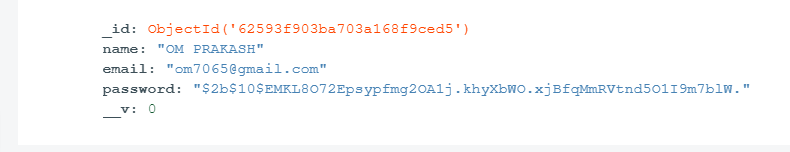 _id: ObjectId('62593f903ba703a168f9ced5')
name: "OM PRAKASH"
email: "om7065@gmail.com"
password: "$2b$10$EMKL8O72Epsypfmg2OA1j.khyXbWO.xjBfqMmRVtnd5O1I9m7blW."
__v: 0